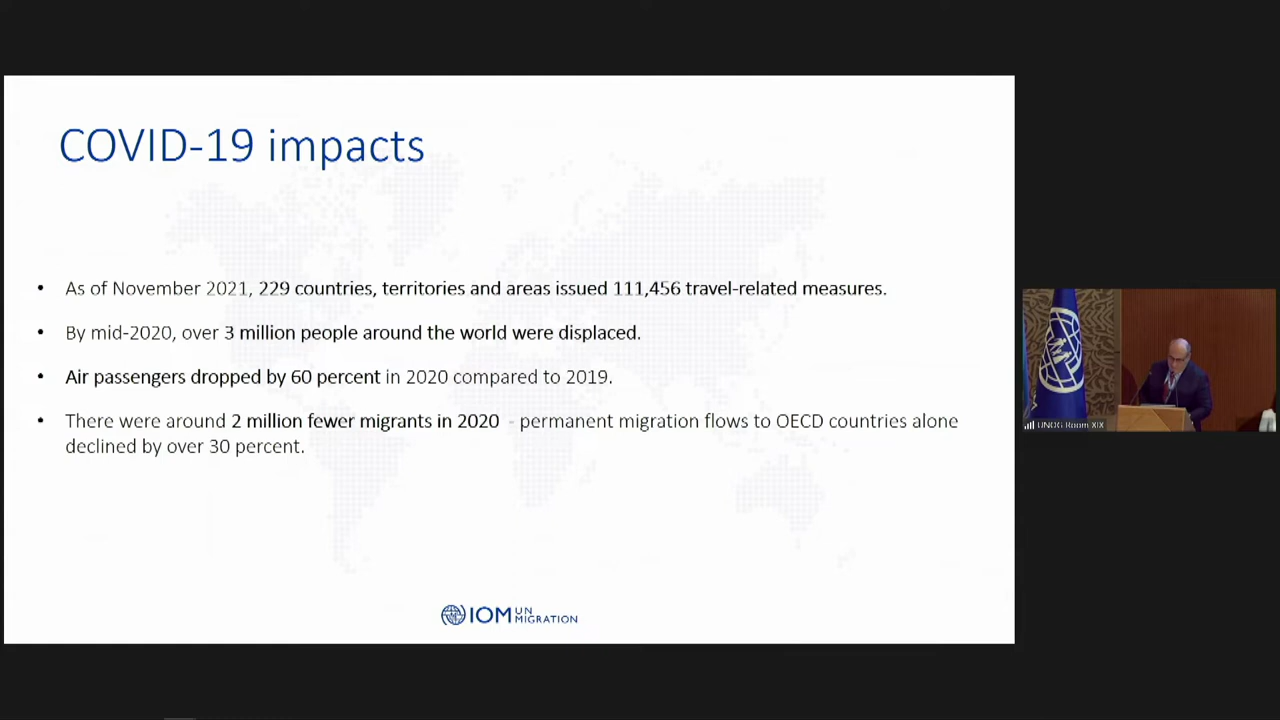 COVID-19 impacts
• As of November 2021, 229 countries, territories and areas issued 111,456 travel-related measures.
• By mid-2020, over 3 million people around the world were displaced.
• Air passengers dropped by 60 percent in 2020 compared to 2019.
• There were around 2 million fewer migrants in 2020 - permanent migration flows to OECD countries alone
declined by over 30 percent.
UNOG Room XIX
IOM UN
MIGRATION